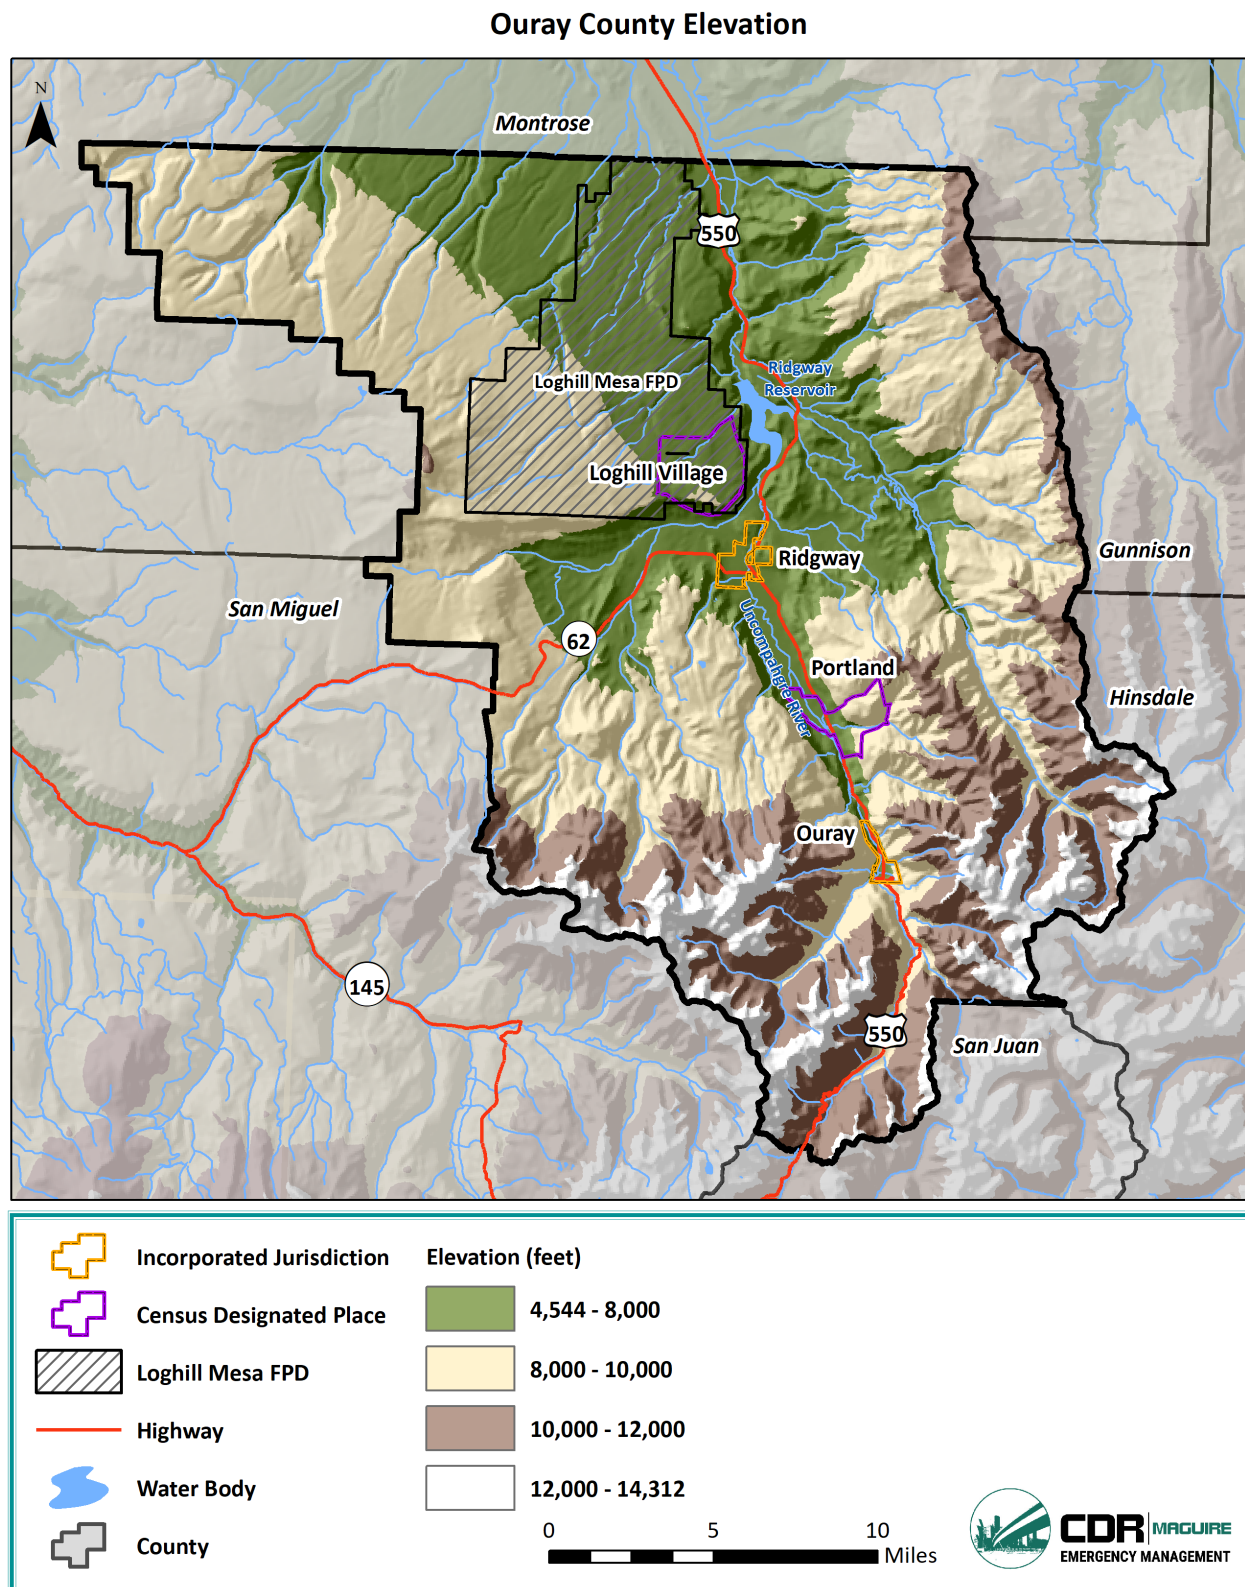 Ouray County Elevation
N
Montrose
550
Ridgway
Reservoir
Loghill Mesa FPD
Loghill Village
Ridgway
Gunnison
San Miguel
62
Uncompahgre River
Portland
Hinsdale
Ouray
145
550
San Juan
Incorporated Jurisdiction
Census Designated Place
Loghill Mesa FPD
Highway
Water Body
County
Elevation (feet)
4,544 - 8,000
8,000 - 10,000
10,000 - 12,000
12,000 - 14,312
0 5 10
Miles
CDR MAGUIRE
EMERGENCY MANAGEMENT